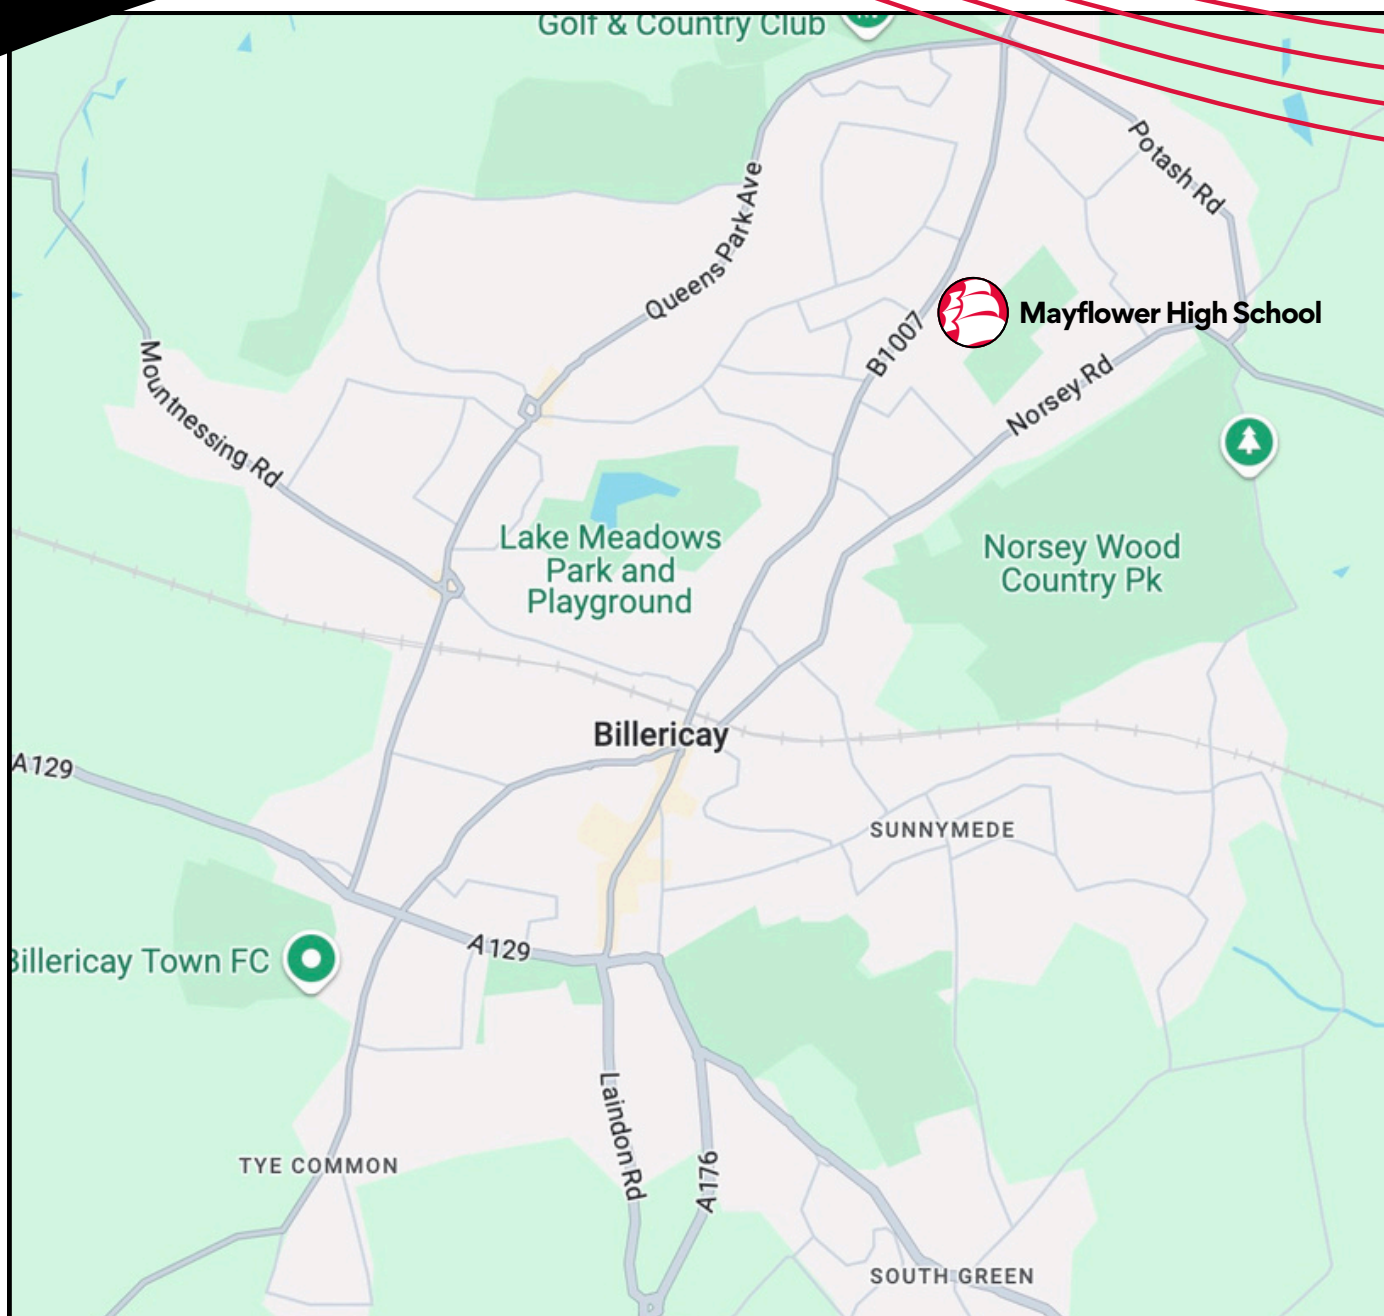 Golf & Country Club
Potash Rd
Queens Park Ave
Mayflower High School
B1007
Norsey Rd
Mountnessing Rd
Lake Meadows
Park and
Playground
Norsey Wood
Country Pk
Billericay
A129
SUNNYMEDE
A129
Billericay Town FC
Laindon Rd
TYE COMMON
A176
SOUTH GREEN